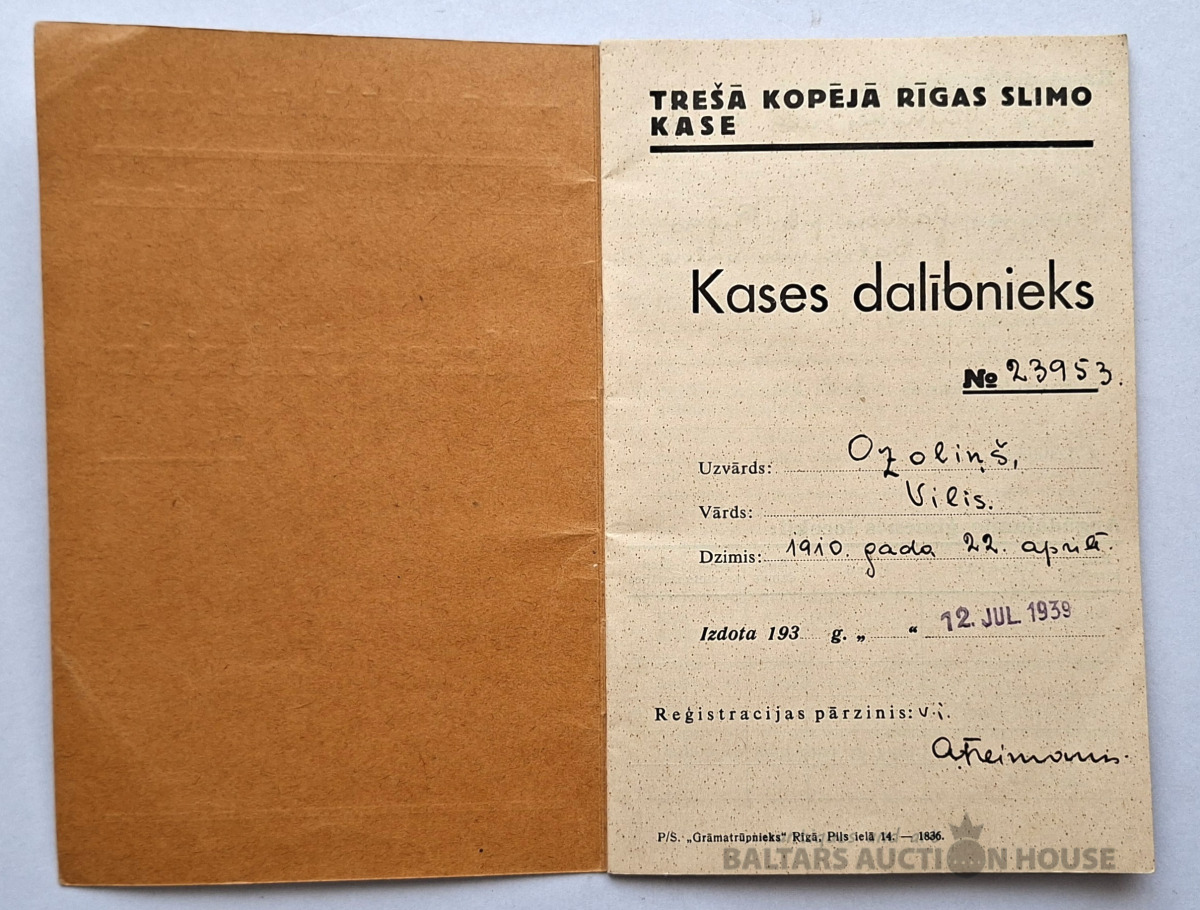 TREŠĀ KOPĒJĀ RĪGAS SLIMO
KASE
Kases dalībnieks
№ 23953.
Uzvārds: Ozoliņš,
Vārds: Vilis.
Dzimis: 1910. gada 22. aprīlī.
Izdota 193 g. „ “ 12. JUL. 1939
Reģistracijas pārzinis: v. i.
P/S. „Grāmatrūpnieks“ Rīgā, Pils ielā 14. — 1836.
BALTARS AUCTION HOUSE